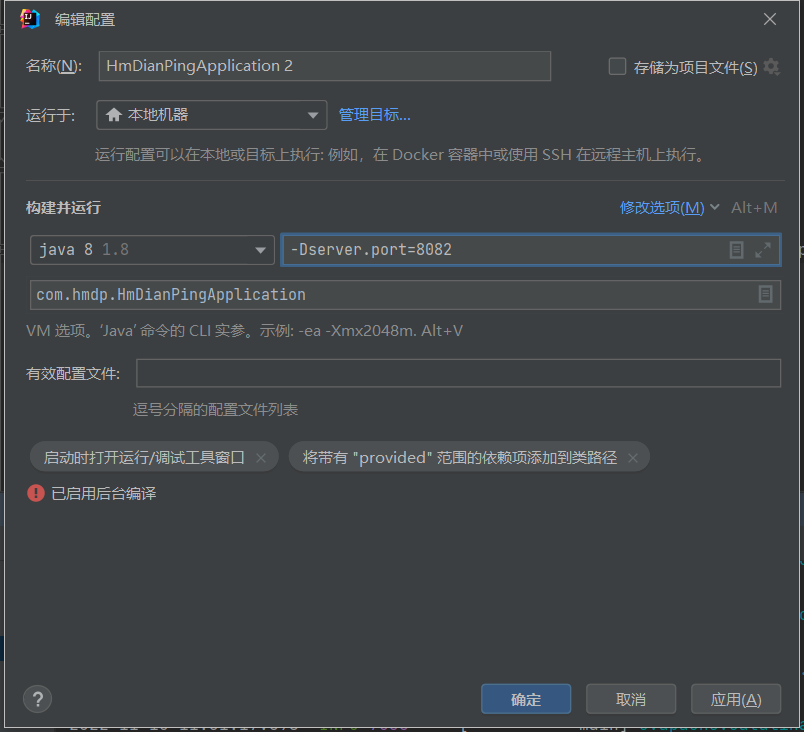 编辑配置
名称(N): HmDianPingApplication 2 存储为项目文件(S)
运行于: 本地机器 管理目标...
运行配置可以在本地或目标上执行: 例如，在 Docker 容器中或使用 SSH 在远程主机上执行。
构建并运行 修改选项(M) Alt+M
java 8 1.8 -Dserver.port=8082
com.hmdp.HmDianPingApplication
VM 选项。‘Java’ 命令的 CLI 实参。示例: -ea -Xmx2048m. Alt+V
有效配置文件:
逗号分隔的配置文件列表
启动时打开运行/调试工具窗口 将带有 "provided" 范围的依赖项添加到类路径
已启用后台编译
? 确定 取消 应用(A)